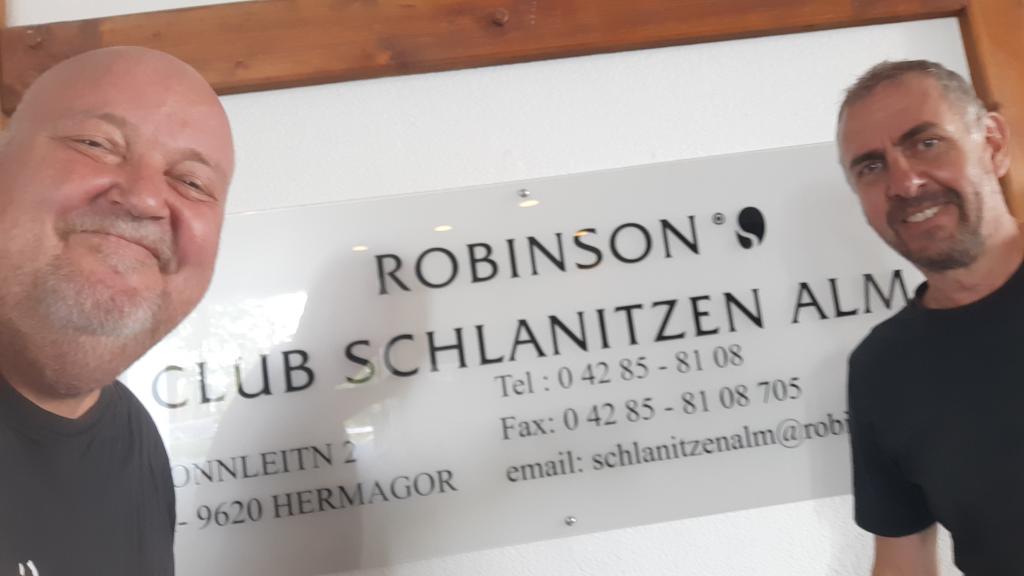 ROBINSON®
CLUB SCHLANITZEN ALM
Tel : 0 42 85 - 81 08
Fax: 0 42 85 - 81 08 705
email: schlanitzenalm@robi
ONNLEITN 2
- 9620 HERMAGOR